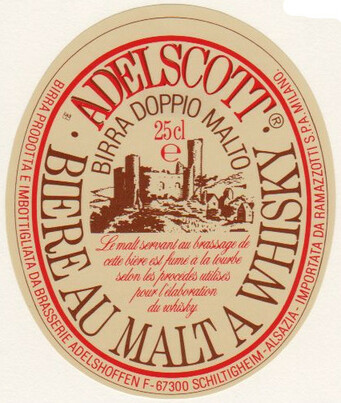 ADELSCOTT®
BIRRA DOPPIO MALTO
25cl
e
Le malt servant au brassage de
cette bière est fumé à la tourbe
selon les procédés utilisés
pour l'élaboration
du whisky.
· BIERE AU MALT A WHISKY ·
BIRRA PRODOTTA E IMBOTTIGLIATA DA BRASSERIE ADELSHOFFEN F-67300 SCHILTIGHEIM-ALSAZIA- IMPORTATA DA RAMAZZOTTI S.P.A. MILANO.